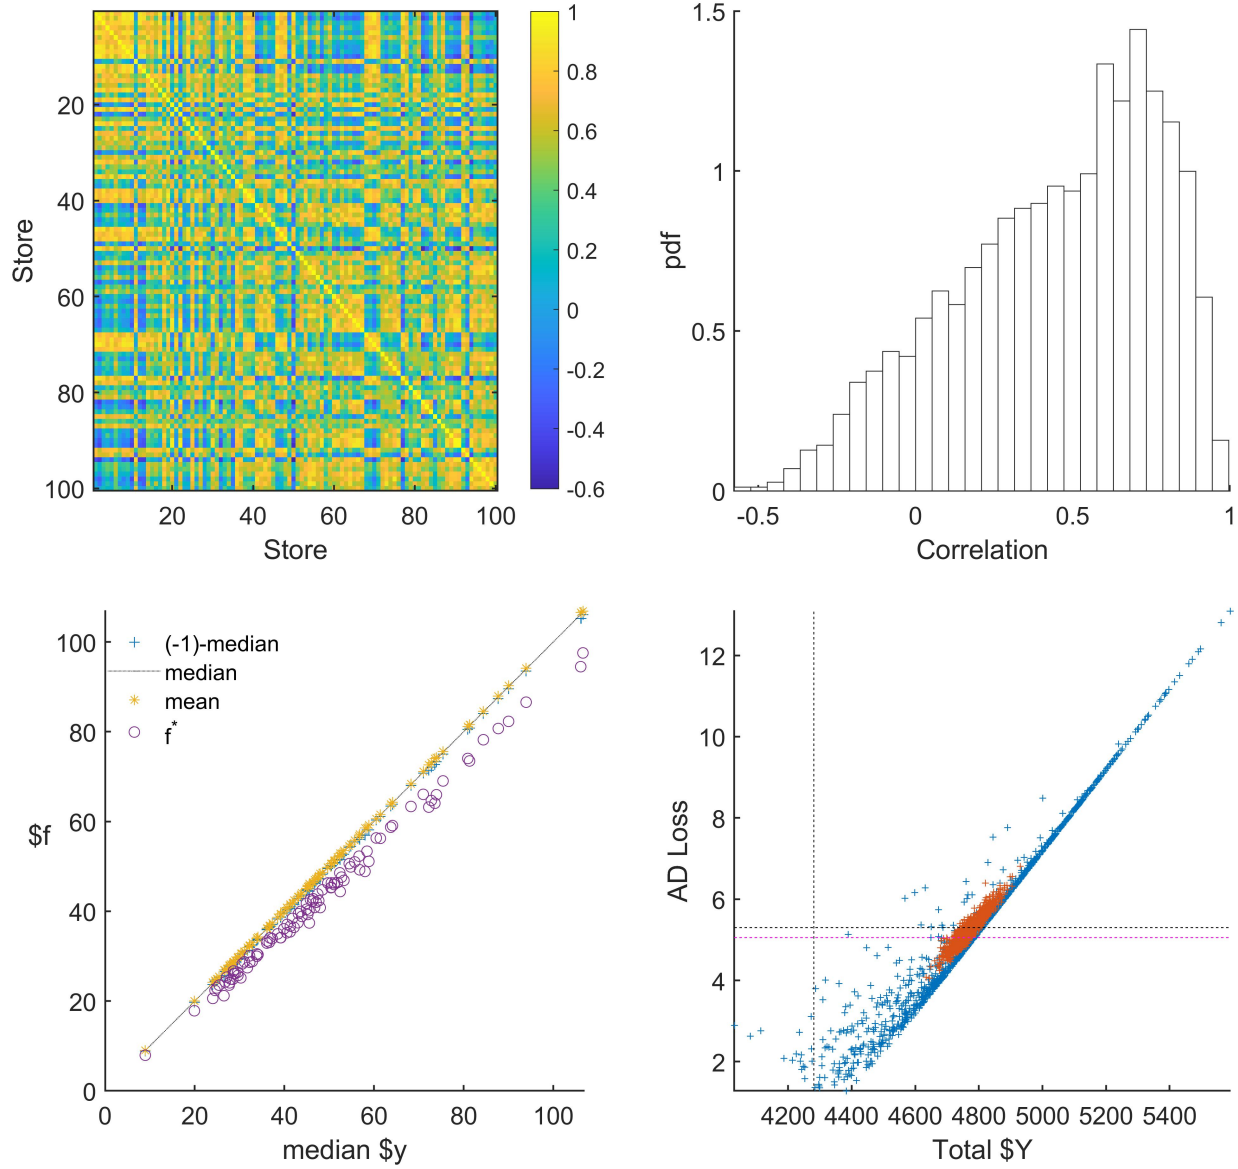 1
0.8
0.6
0.4
0.2
0
-0.2
-0.4
-0.6
20
40
60
80
100
Store
20 40 60 80 100
Store
1.5
1
0.5
0
pdf
-0.5 0 0.5 1
Correlation
100
80
60
40
20
0
$f
(-1)-median
median
mean
f*
0 20 40 60 80 100
median $y
12
10
8
6
4
2
AD Loss
4200 4400 4600 4800 5000 5200 5400
Total $Y